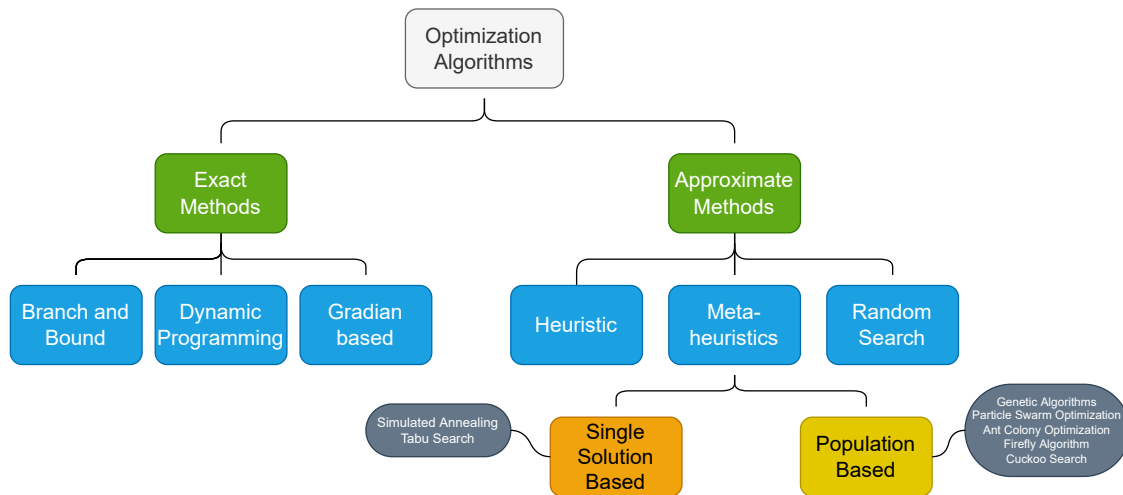 Optimization
Algorithms
Exact
Methods
Approximate
Methods
Branch and
Bound
Dynamic
Programming
Gradian
based
Heuristic
Meta-
heuristics
Random
Search
Simulated Annealing
Tabu Search
Single
Solution
Based
Population
Based
Genetic Algorithms
Particle Swarm Optimization
Ant Colony Optimization
Firefly Algorithm
Cuckoo Search